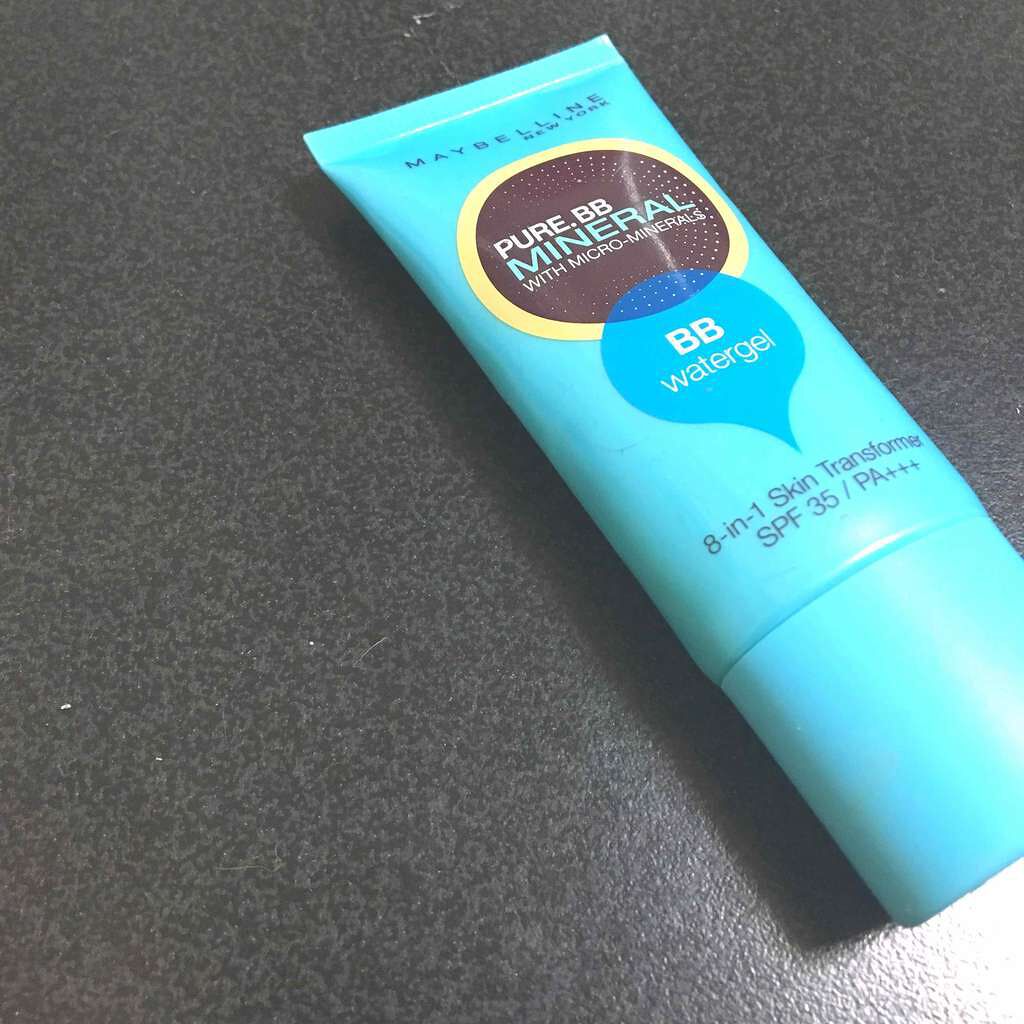 MAYBELLINE
NEW YORK
PURE.BB
MINERAL
WITH MICRO-MINERALS
BB
watergel
8-in-1 Skin Transformer
SPF 35 / PA+++